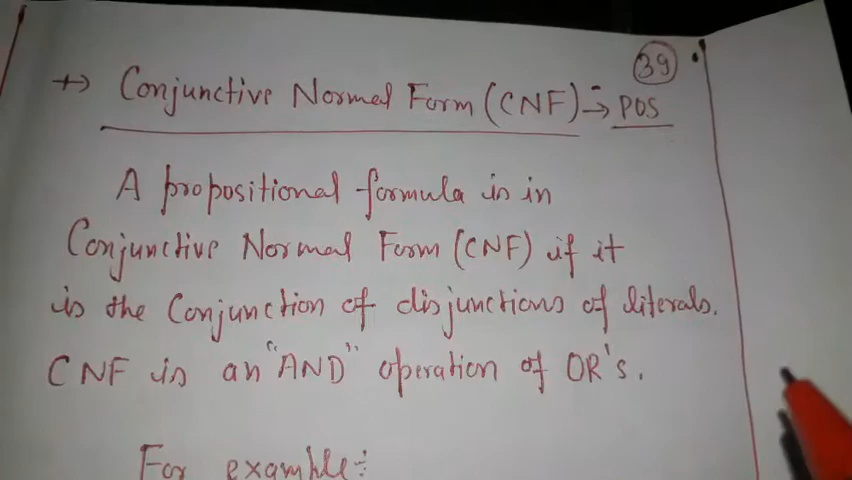 39
→ Conjunctive Normal Form (CNF) → POS
A propositional formula is in
Conjunctive Normal Form (CNF) if it
is the Conjunction of disjunctions of literals.
CNF is an "AND" operation of OR's.
For example: